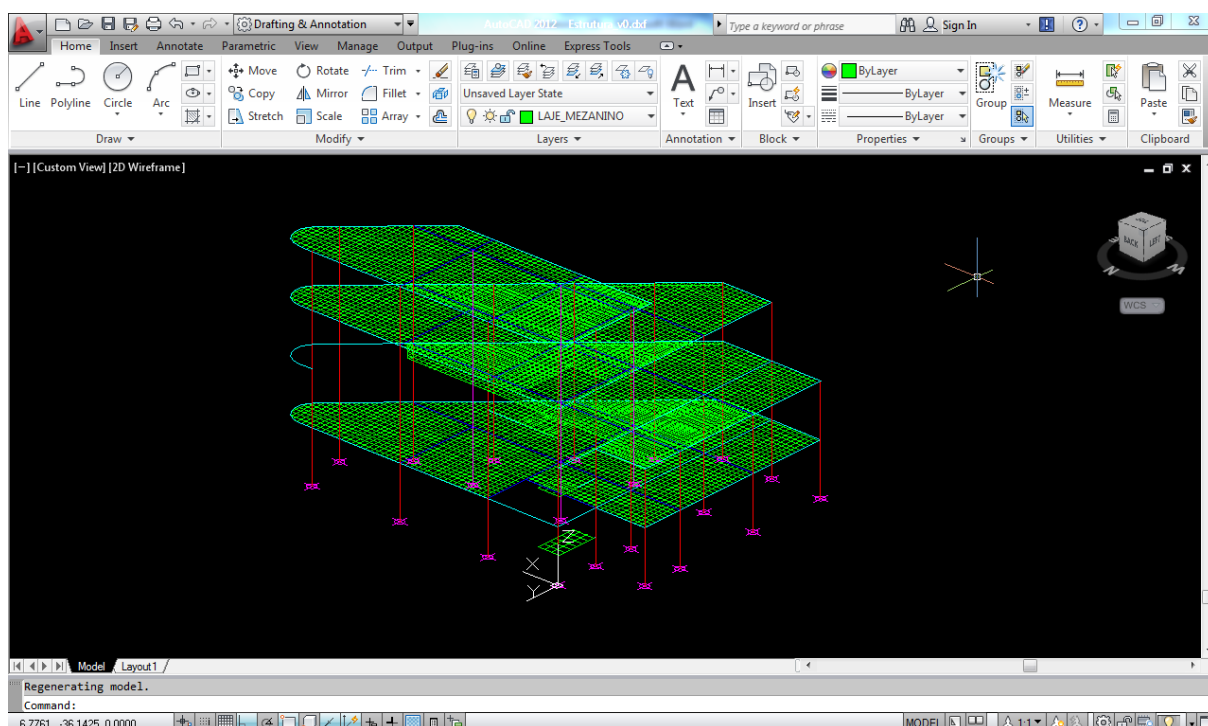 Drafting & Annotation
AutoCAD 2012 Estrutura v0.dxf
Type a keyword or phrase
Sign In
Home Insert Annotate Parametric View Manage Output Plug-ins Online Express Tools
Line Polyline Circle Arc
Move Rotate Trim
Copy Mirror Fillet
Stretch Scale Array
Unsaved Layer State
LAJE_MEZANINO
Text
Insert
ByLayer
ByLayer
ByLayer
Group
Measure
Paste
Draw Modify Layers Annotation Block Properties Groups Utilities Clipboard
[−] [Custom View] [2D Wireframe]
BACK LEFT
N
WCS
Z
X
Y
Model Layout1
Regenerating model.
Command:
6.7761, -36.1425, 0.0000
MODEL
1:1